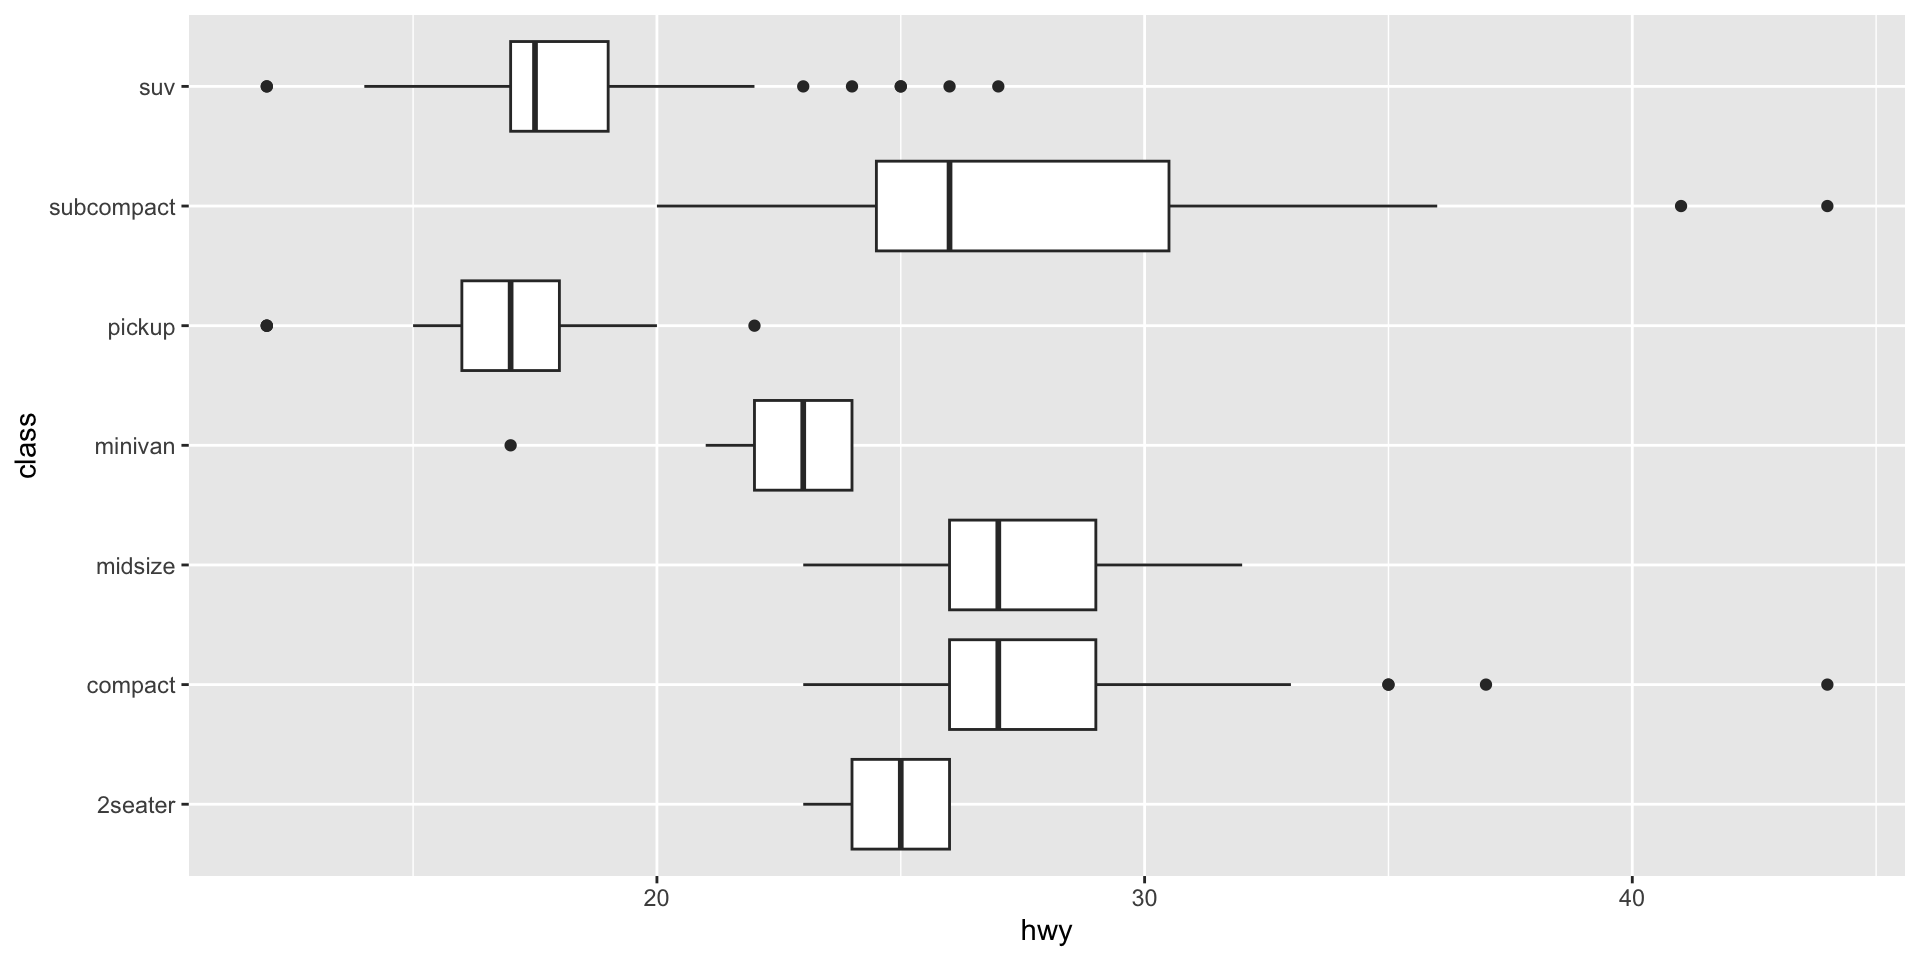 class
suv
subcompact
pickup
minivan
midsize
compact
2seater
20 30 40
hwy